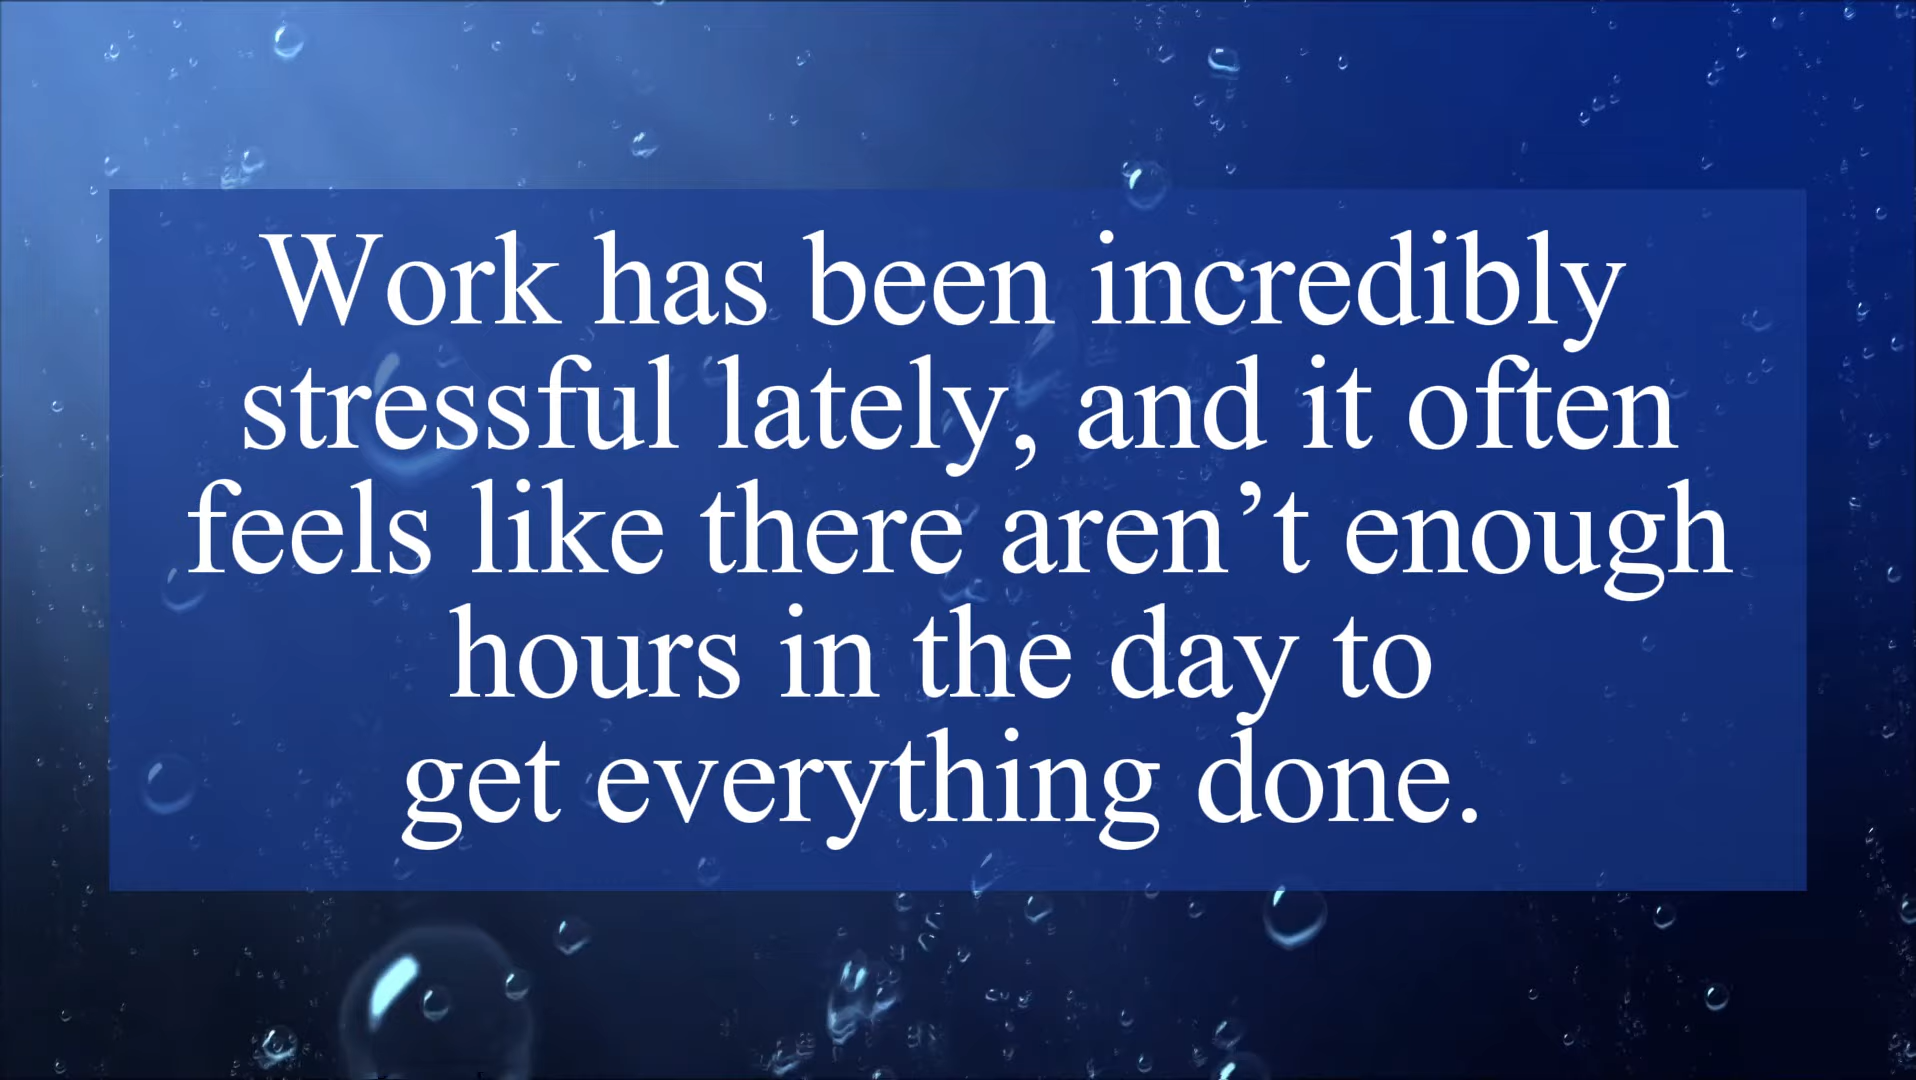 Work has been incredibly
stressful lately, and it often
feels like there aren’t enough
hours in the day to
get everything done.